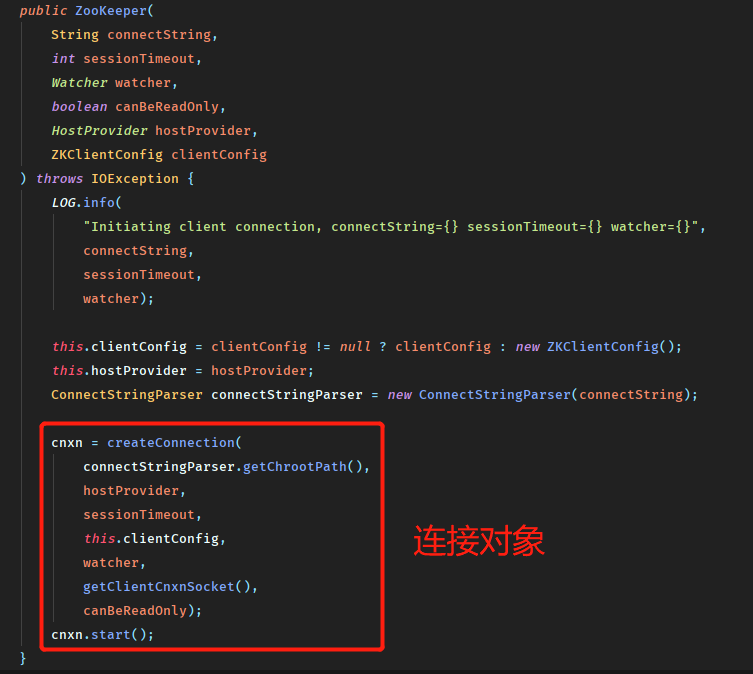 public ZooKeeper(
String connectString,
int sessionTimeout,
Watcher watcher,
boolean canBeReadOnly,
HostProvider hostProvider,
ZKClientConfig clientConfig
) throws IOException {
LOG.info(
"Initiating client connection, connectString={} sessionTimeout={} watcher={}",
connectString,
sessionTimeout,
watcher);
this.clientConfig = clientConfig != null ? clientConfig : new ZKClientConfig();
this.hostProvider = hostProvider;
ConnectStringParser connectStringParser = new ConnectStringParser(connectString);
cnxn = createConnection(
connectStringParser.getChrootPath(),
hostProvider,
sessionTimeout,
this.clientConfig,
watcher,
getClientCnxnSocket(),
canBeReadOnly);
cnxn.start();
}
连接对象